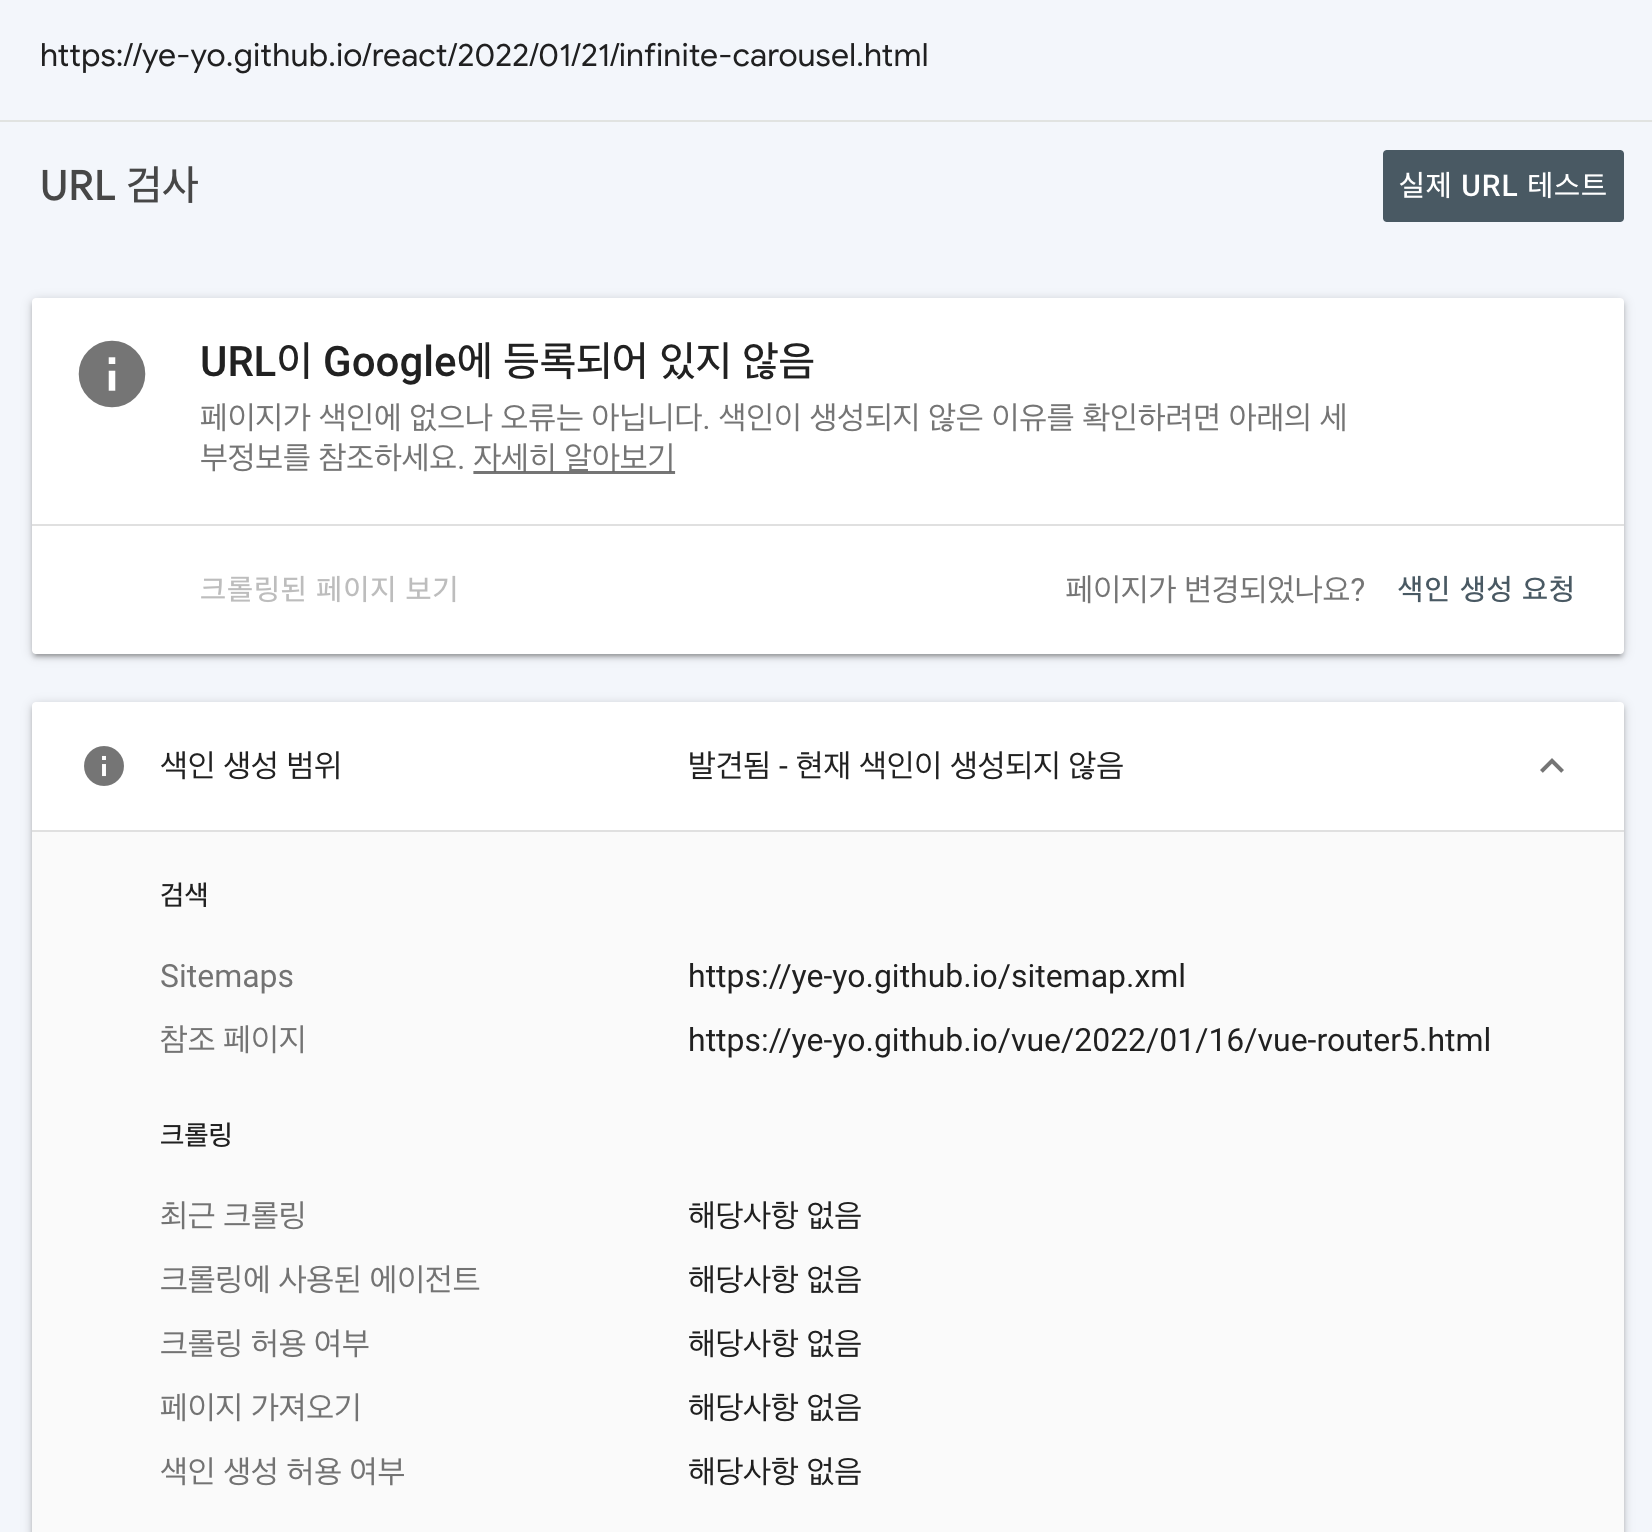 https://ye-yo.github.io/react/2022/01/21/infinite-carousel.html
URL 검사
실제 URL 테스트
URL이 Google에 등록되어 있지 않음
페이지가 색인에 없으나 오류는 아닙니다. 색인이 생성되지 않은 이유를 확인하려면 아래의 세
부정보를 참조하세요. 자세히 알아보기
크롤링된 페이지 보기
페이지가 변경되었나요? 색인 생성 요청
색인 생성 범위
발견됨 - 현재 색인이 생성되지 않음
검색
Sitemaps
https://ye-yo.github.io/sitemap.xml
참조 페이지
https://ye-yo.github.io/vue/2022/01/16/vue-router5.html
크롤링
최근 크롤링
해당사항 없음
크롤링에 사용된 에이전트
해당사항 없음
크롤링 허용 여부
해당사항 없음
페이지 가져오기
해당사항 없음
색인 생성 허용 여부
해당사항 없음